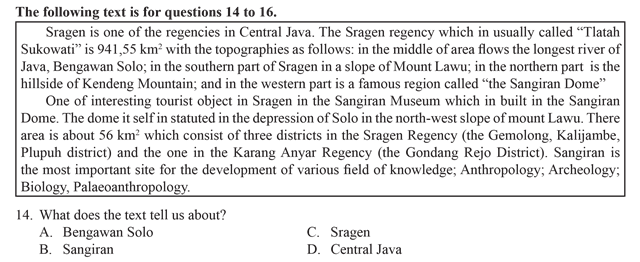 The following text is for questions 14 to 16.
Sragen is one of the regencies in Central Java. The Sragen regency which in usually called “Tlatah
Sukowati” is 941,55 km² with the topographies as follows: in the middle of area flows the longest river of
Java, Bengawan Solo; in the southern part of Sragen in a slope of Mount Lawu; in the northern part is the
hillside of Kendeng Mountain; and in the western part is a famous region called “the Sangiran Dome”
One of interesting tourist object in Sragen in the Sangiran Museum which in built in the Sangiran
Dome. The dome it self in statuted in the depression of Solo in the north-west slope of mount Lawu. There
area is about 56 km² which consist of three districts in the Sragen Regency (the Gemolong, Kalijambe,
Plupuh district) and the one in the Karang Anyar Regency (the Gondang Rejo District). Sangiran is
the most important site for the development of various field of knowledge; Anthropology; Archeology;
Biology, Palaeoanthropology.
14. What does the text tell us about?
A. Bengawan Solo C. Sragen
B. Sangiran D. Central Java